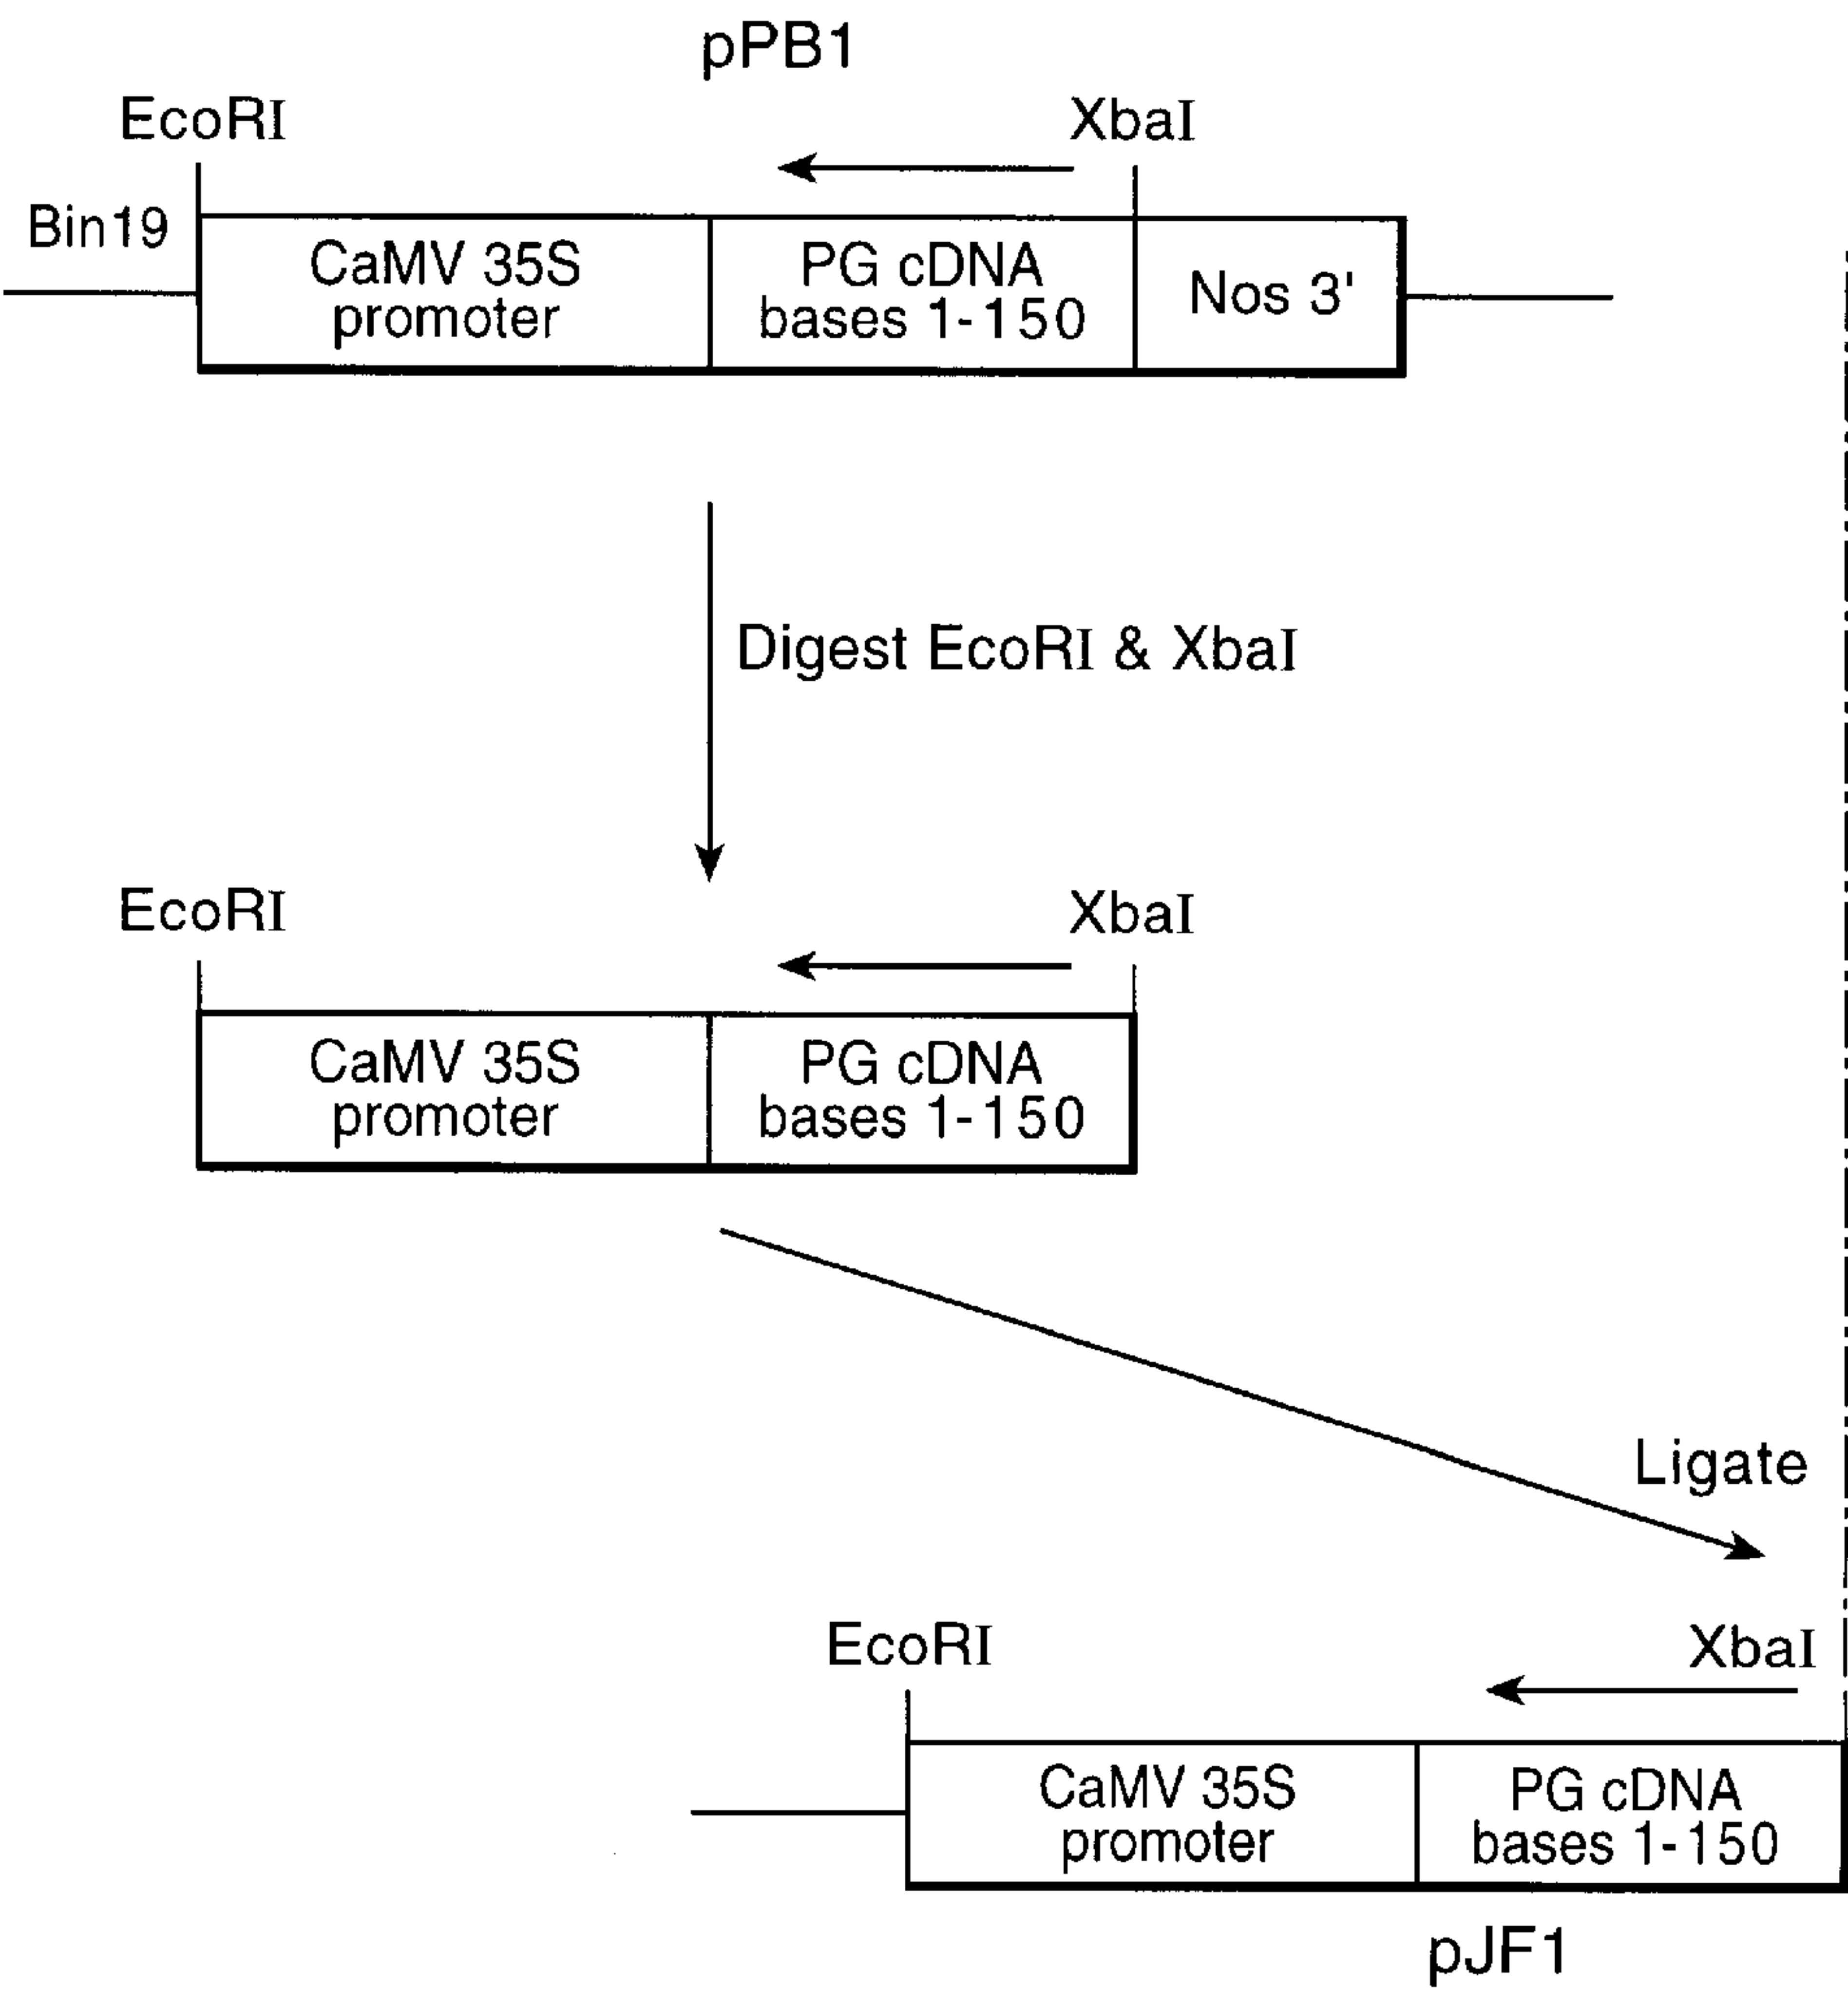 pPB1
EcoRI
XbaI
Bin19
CaMV 35S
promoter
PG cDNA
bases 1-150
Nos 3'
Digest EcoRI & XbaI
EcoRI
XbaI
CaMV 35S
promoter
PG cDNA
bases 1-150
Ligate
EcoRI
XbaI
CaMV 35S
promoter
PG cDNA
bases 1-150
pJF1